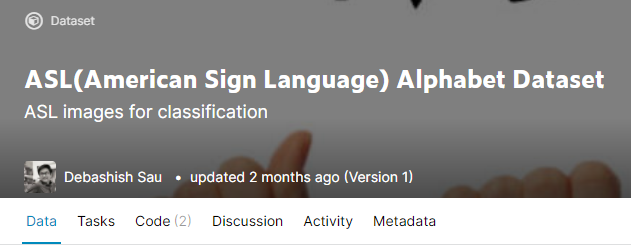 Dataset
ASL(American Sign Language) Alphabet Dataset
ASL images for classification
Debashish Sau • updated 2 months ago (Version 1)
Data Tasks Code (2) Discussion Activity Metadata